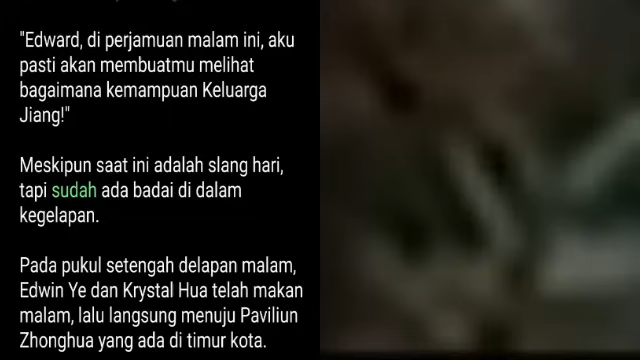 "Edward, di perjamuan malam ini, aku
pasti akan membuatmu melihat
bagaimana kemampuan Keluarga
Jiang!"
Meskipun saat ini adalah slang hari,
tapi sudah ada badai di dalam
kegelapan.
Pada pukul setengah delapan malam,
Edwin Ye dan Krystal Hua telah makan
malam, lalu langsung menuju Paviliun
Zhonghua yang ada di timur kota.